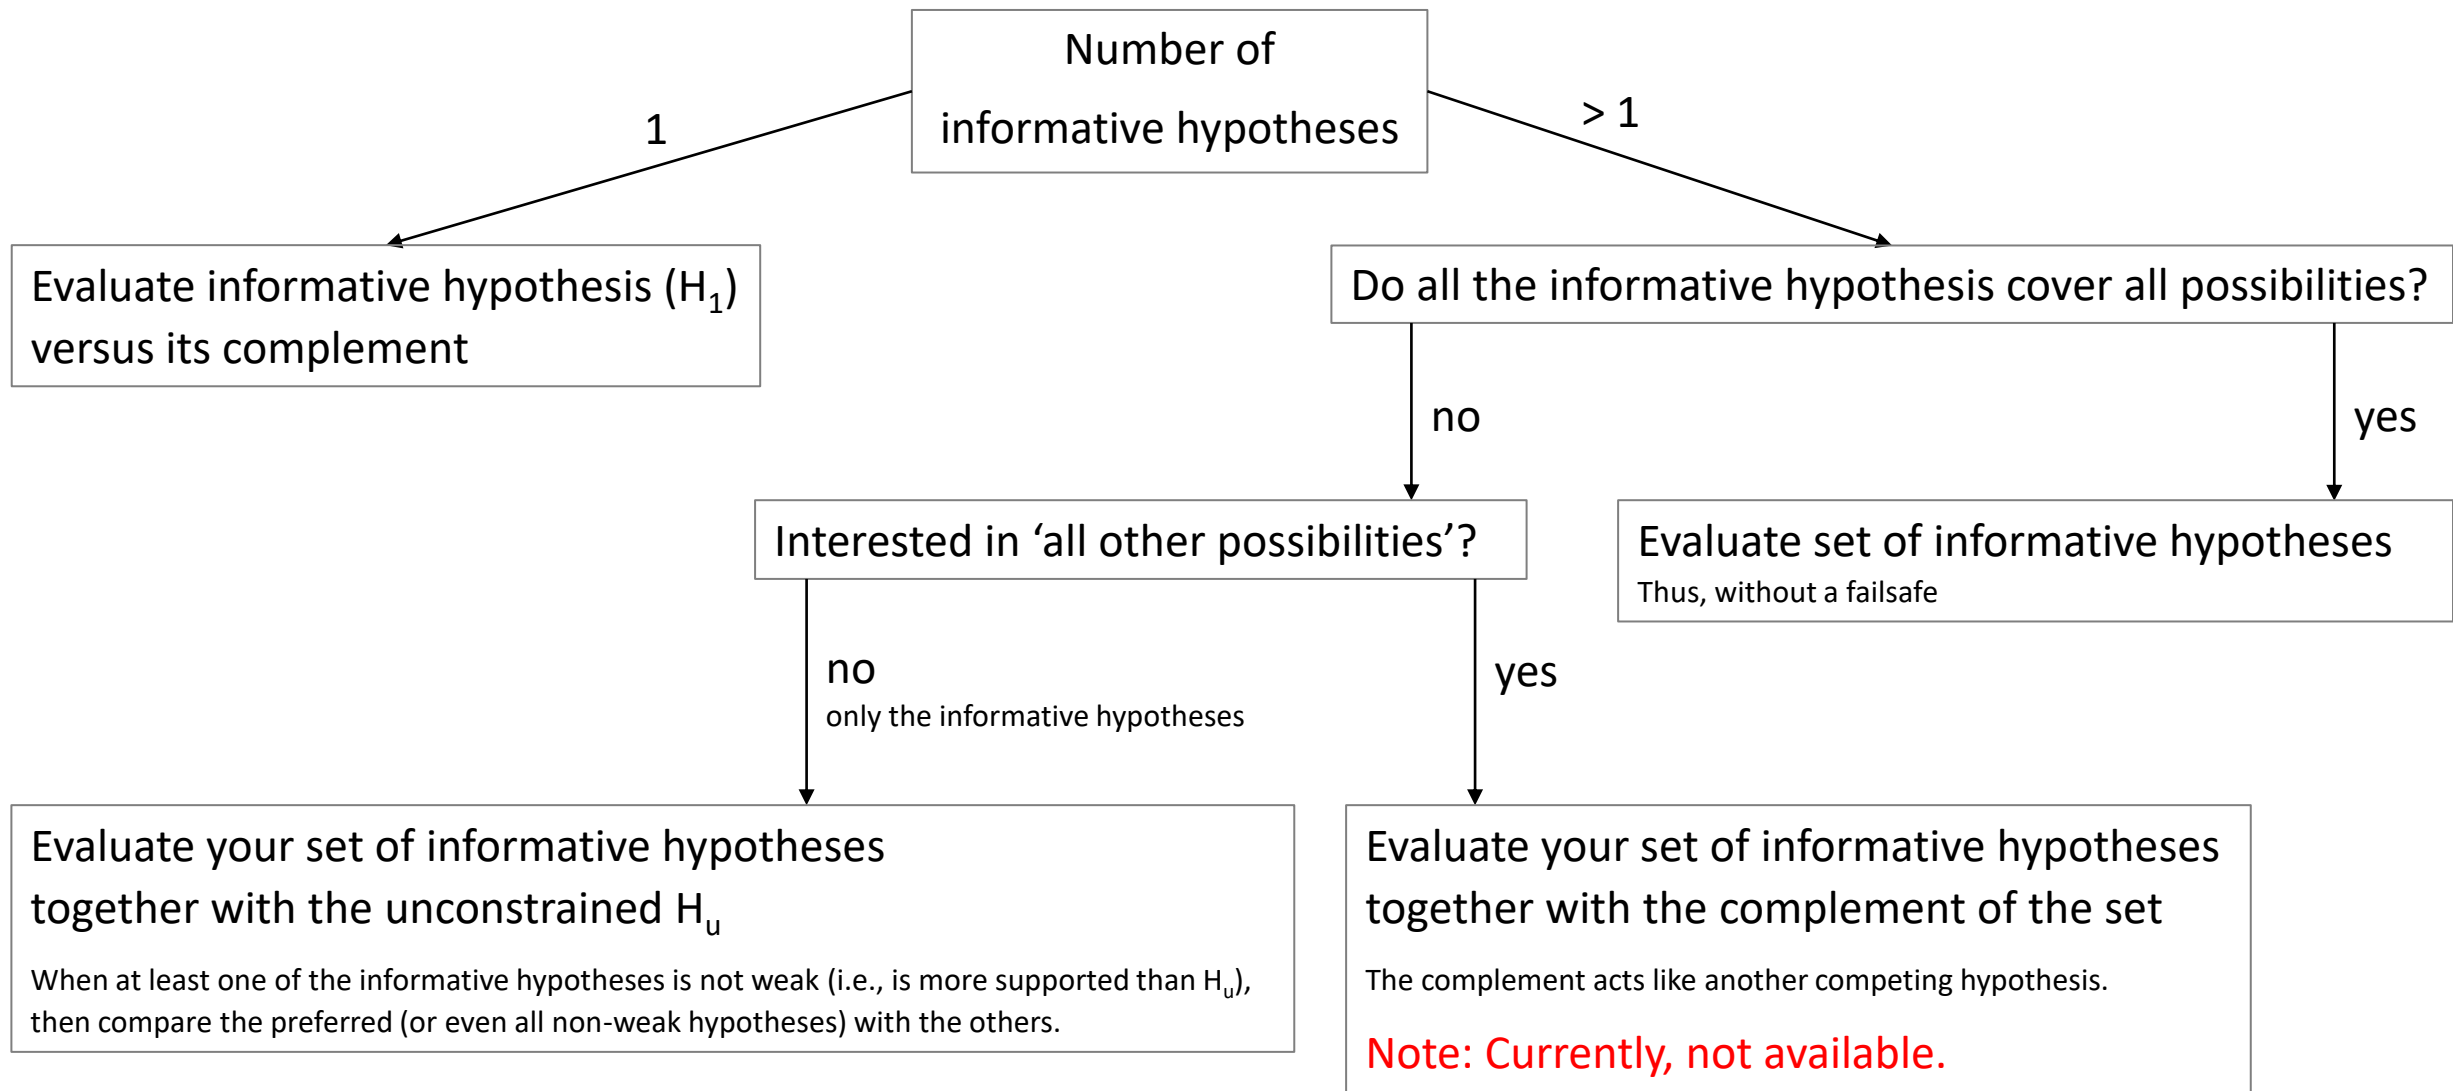 Number of
informative hypotheses
1
> 1
Evaluate informative hypothesis (H₁)
versus its complement
Do all the informative hypothesis cover all possibilities?
no
yes
Interested in ‘all other possibilities’?
Evaluate set of informative hypotheses
Thus, without a failsafe
no
only the informative hypotheses
yes
Evaluate your set of informative hypotheses
together with the unconstrained Hᵤ
When at least one of the informative hypotheses is not weak (i.e., is more supported than Hᵤ),
then compare the preferred (or even all non-weak hypotheses) with the others.
Evaluate your set of informative hypotheses
together with the complement of the set
The complement acts like another competing hypothesis.
Note: Currently, not available.